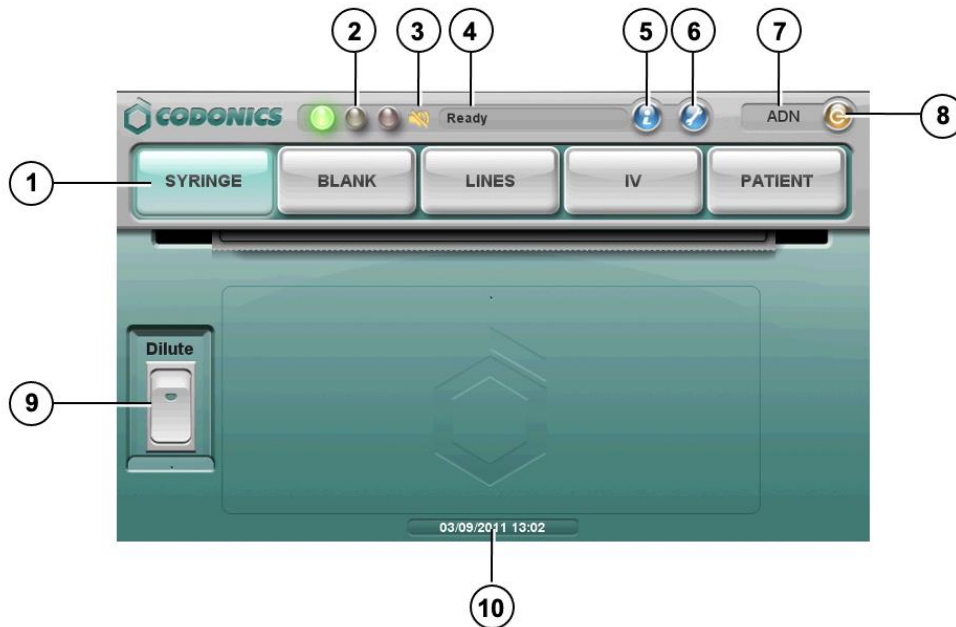 2 3 4 5 6 7
CODONICS Ready i ADN 8
1 SYRINGE BLANK LINES IV PATIENT
Dilute
9
03/09/2011 13:02
10